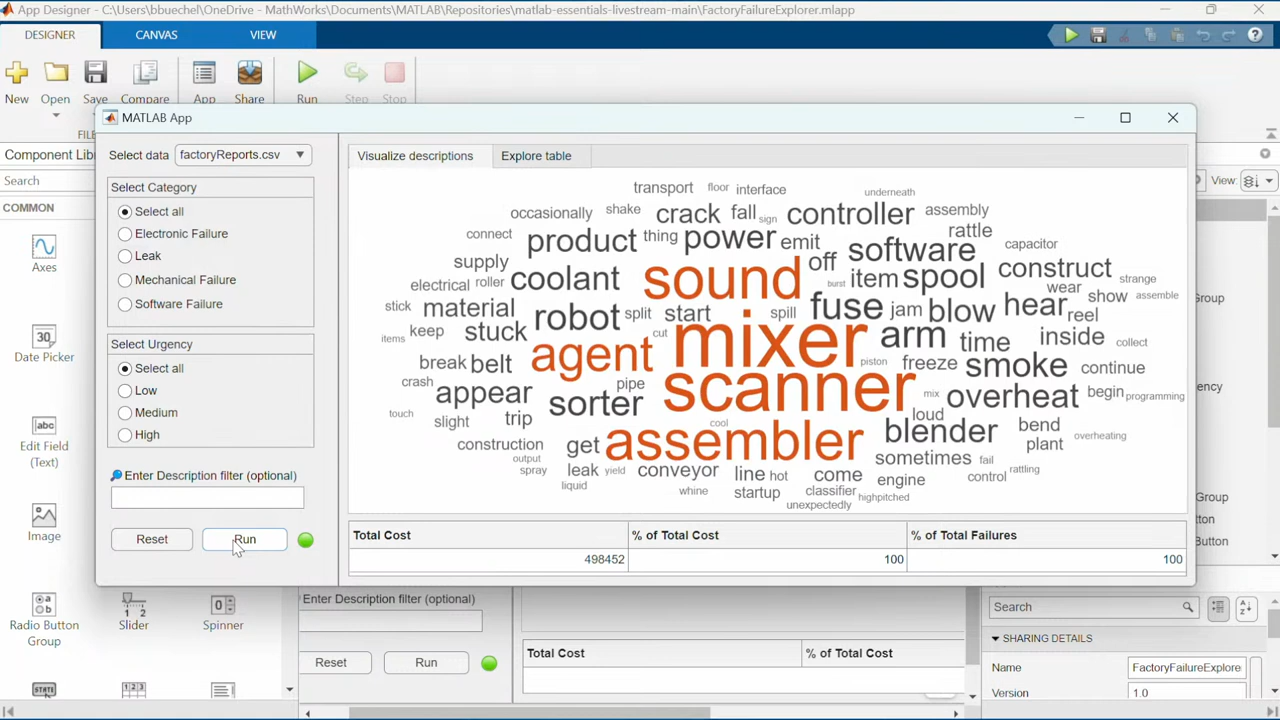 App Designer - C:\Users\bbuechel\OneDrive - MathWorks\Documents\MATLAB\Repositories\matlab-essentials-livestream-main\FactoryFailureExplorer.mlapp
DESIGNER CANVAS VIEW
New Open Save Compare App Share Run Step Stop
FIL
MATLAB App
Component Lib
View:
Search
COMMON
Axes
Date Picker
Edit Field
(Text)
Image
Radio Button
Group
Slider
Spinner
STATE
Select data factoryReports.csv
Select Category
Select all
Electronic Failure
Leak
Mechanical Failure
Software Failure
Select Urgency
Select all
Low
Medium
High
Enter Description filter (optional)
Reset Run
Visualize descriptions Explore table
transport floor interface underneath
occasionally shake crack fall sign controller assembly
connect product thing power emit rattle
supply software capacitor
electrical roller coolant sound off item burst spool construct strange
stick material robot split start spill fuse jam blow hear wear reel show assemble
items keep stuck cut mixer arm time inside collect
break belt agent piston freeze smoke continue
crash appear pipe scanner mix overheat begin programming
touch slight trip sorter loud bend
construction get cool assembler blender plant overheating
output spray leak yield conveyor line hot come sometimes fail control rattling
liquid whine startup classifier engine highpitched
unexpectedly
Total Cost % of Total Cost % of Total Failures
498452 100 100
roup
ency
Group
ton
Button
Enter Description filter (optional)
Reset Run
Total Cost % of Total Cost
Search
SHARING DETAILS
Name FactoryFailureExplore
Version 1.0